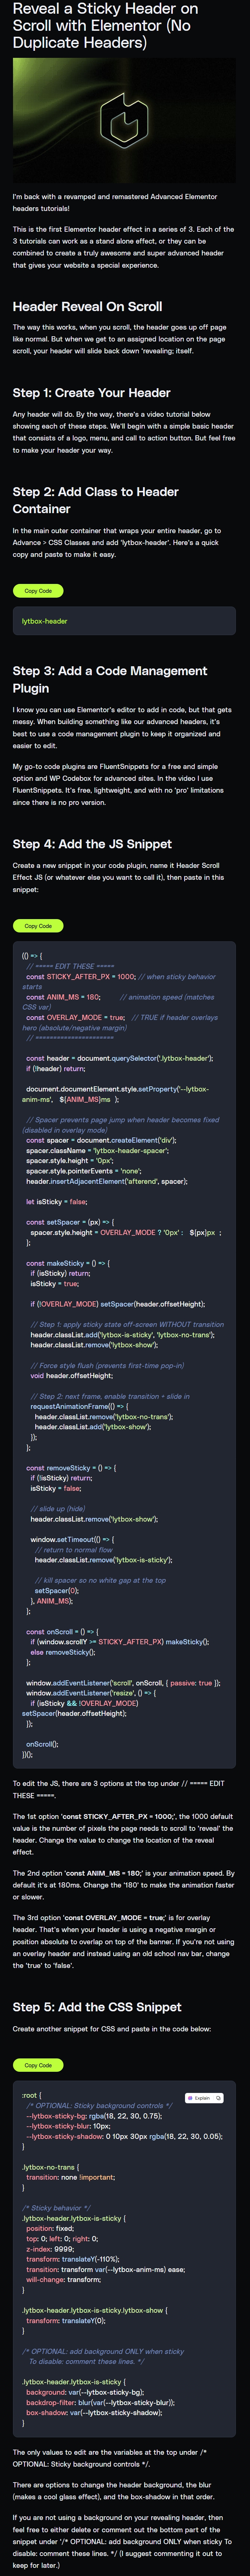 Reveal a Sticky Header on
Scroll with Elementor (No
Duplicate Headers)
I'm back with a revamped and remastered Advanced Elementor
headers tutorials!
This is the first Elementor header effect in a series of 3. Each of the
3 tutorials can work as a stand alone effect, or they can be
combined to create a truly awesome and super advanced header
that gives your website a special experience.
Header Reveal On Scroll
The way this works, when you scroll, the header goes up off page
like normal. But when we get to an assigned location on the page
scroll, your header will slide back down 'revealing; itself.
Step 1: Create Your Header
Any header will do. By the way, there's a video tutorial below
showing each of these steps. We'll begin with a simple basic header
that consists of a logo, menu, and call to action button. But feel free
to make your header your way.
Step 2: Add Class to Header
Container
In the main outer container that wraps your entire header, go to
Advance > CSS Classes and add 'lytbox-header'. Here's a quick
copy and paste to make it easy.
Copy Code
lytbox-header
Step 3: Add a Code Management
Plugin
I know you can use Elementor's editor to add in code, but that gets
messy. When building something like our advanced headers, it's
best to use a code management plugin to keep it organized and
easier to edit.
My go-to code plugins are FluentSnippets for a free and simple
option and WP Codebox for advanced sites. In the video I use
FluentSnippets. It's free, lightweight, and with no 'pro' limitations
since there is no pro version.
Step 4: Add the JS Snippet
Create a new snippet in your code plugin, name it Header Scroll
Effect JS (or whatever else you want to call it), then paste in this
snippet:
Copy Code
(() => {
// ===== EDIT THESE =====
const STICKY_AFTER_PX = 1000; // when sticky behavior
starts
const ANIM_MS = 180; // animation speed (matches
CSS var)
const OVERLAY_MODE = true; // TRUE if header overlays
hero (absolute/negative margin)
// ======================
const header = document.querySelector('.lytbox-header');
if (!header) return;
document.documentElement.style.setProperty('--lytbox-
anim-ms', `${ANIM_MS}ms`);
// Spacer prevents page jump when header becomes fixed
(disabled in overlay mode)
const spacer = document.createElement('div');
spacer.className = 'lytbox-header-spacer';
spacer.style.height = '0px';
spacer.style.pointerEvents = 'none';
header.insertAdjacentElement('afterend', spacer);
let isSticky = false;
const setSpacer = (px) => {
spacer.style.height = OVERLAY_MODE ? '0px' : `${px}px`;
};
const makeSticky = () => {
if (isSticky) return;
isSticky = true;
if (!OVERLAY_MODE) setSpacer(header.offsetHeight);
// Step 1: apply sticky state off-screen WITHOUT transition
header.classList.add('lytbox-is-sticky', 'lytbox-no-trans');
header.classList.remove('lytbox-show');
// Force style flush (prevents first-time pop-in)
void header.offsetHeight;
// Step 2: next frame, enable transition + slide in
requestAnimationFrame(() => {
header.classList.remove('lytbox-no-trans');
header.classList.add('lytbox-show');
});
};
const removeSticky = () => {
if (!isSticky) return;
isSticky = false;
// slide up (hide)
header.classList.remove('lytbox-show');
window.setTimeout(() => {
// return to normal flow
header.classList.remove('lytbox-is-sticky');
// kill spacer so no white gap at the top
setSpacer(0);
}, ANIM_MS);
};
const onScroll = () => {
if (window.scrollY >= STICKY_AFTER_PX) makeSticky();
else removeSticky();
};
window.addEventListener('scroll', onScroll, { passive: true });
window.addEventListener('resize', () => {
if (isSticky && !OVERLAY_MODE)
setSpacer(header.offsetHeight);
});
onScroll();
})();
To edit the JS, there are 3 options at the top under // ===== EDIT
THESE =====.
The 1st option 'const STICKY_AFTER_PX = 1000;', the 1000 default
value is the number of pixels the page needs to scroll to 'reveal' the
header. Change the value to change the location of the reveal
effect.
The 2nd option 'const ANIM_MS = 180;' is your animation speed. By
default it's at 180ms. Change the '180' to make the animation faster
or slower.
The 3rd option 'const OVERLAY_MODE = true;' is for overlay
header. That's when your header is using a negative margin or
position absolute to overlap on top of the banner. If you're not using
an overlay header and instead using an old school nav bar, change
the 'true' to 'false'.
Step 5: Add the CSS Snippet
Create another snippet for CSS and paste in the code below:
Copy Code
Explain
:root {
/* OPTIONAL: Sticky background controls */
--lytbox-sticky-bg: rgba(18, 22, 30, 0.75);
--lytbox-sticky-blur: 10px;
--lytbox-sticky-shadow: 0 10px 30px rgba(18, 22, 30, 0.05);
}
.lytbox-no-trans {
transition: none !important;
}
/* Sticky behavior */
.lytbox-header.lytbox-is-sticky {
position: fixed;
top: 0; left: 0; right: 0;
z-index: 9999;
transform: translateY(-110%);
transition: transform var(--lytbox-anim-ms) ease;
will-change: transform;
}
.lytbox-header.lytbox-is-sticky.lytbox-show {
transform: translateY(0);
}
/* OPTIONAL: add background ONLY when sticky
To disable: comment these lines. */
.lytbox-header.lytbox-is-sticky {
background: var(--lytbox-sticky-bg);
backdrop-filter: blur(var(--lytbox-sticky-blur));
box-shadow: var(--lytbox-sticky-shadow);
}
The only values to edit are the variables at the top under /*
OPTIONAL: Sticky background controls */.
There are options to change the header background, the blur
(makes a cool glass effect), and the box-shadow in that order.
If you are not using a background on your revealing header, then
feel free to either delete or comment out the bottom part of the
snippet under '/* OPTIONAL: add background ONLY when sticky To
disable: comment these lines. */ (I suggest commenting it out to
keep for later.)